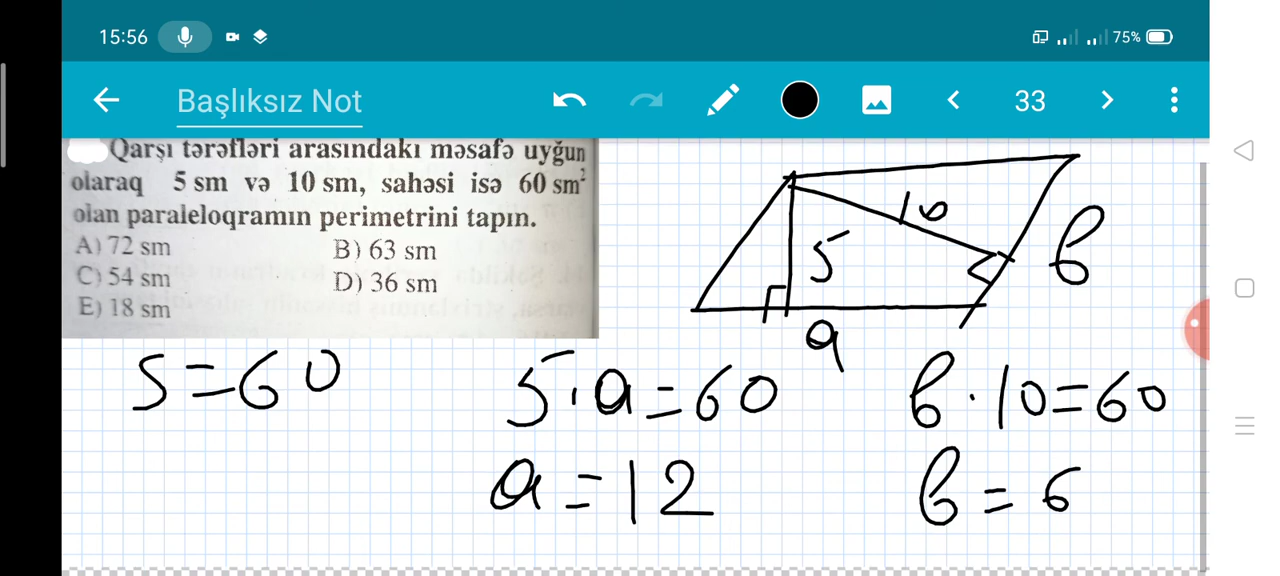 15:56
75%
Başlıksız Not
33
Qarşı tərəfləri arasındakı məsafə uyğun
olaraq 5 sm və 10 sm, sahəsi isə 60 sm²
olan paraleloqramın perimetrini tapın.
A) 72 sm B) 63 sm
C) 54 sm D) 36 sm
E) 18 sm
10
5
в
a
S=60
5·a=60
в·10=60
a=12
в=6